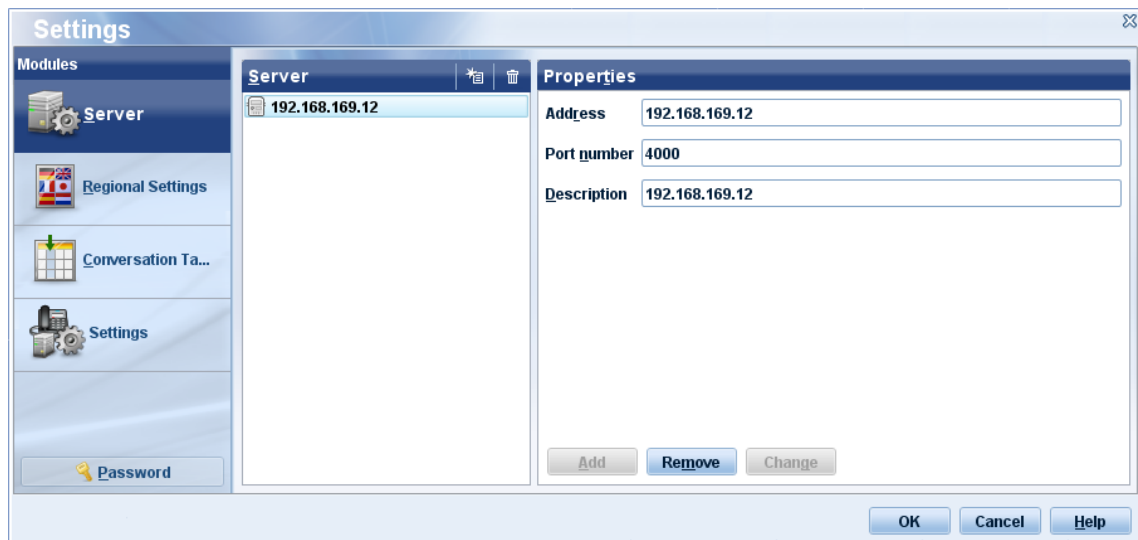 Settings
Modules
Server
Regional Settings
Conversation Ta...
Settings
Password
Server
192.168.169.12
Properties
Address 192.168.169.12
Port number 4000
Description 192.168.169.12
Add Remove Change
OK Cancel Help